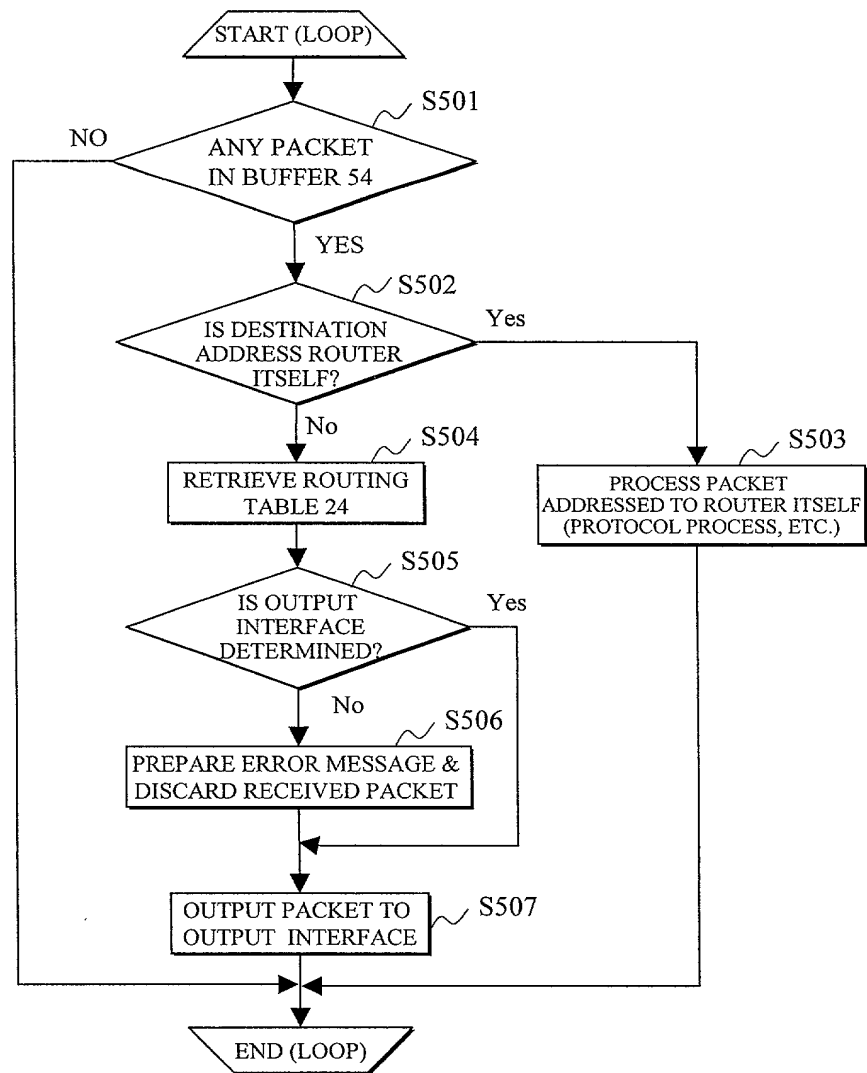 START (LOOP)
S501
NO
ANY PACKET
IN BUFFER 54
YES
S502
Yes
IS DESTINATION
ADDRESS ROUTER
ITSELF?
No
S504
S503
RETRIEVE ROUTING
TABLE 24
PROCESS PACKET
ADDRESSED TO ROUTER ITSELF
(PROTOCOL PROCESS, ETC.)
S505
Yes
IS OUTPUT
INTERFACE
DETERMINED?
No
S506
PREPARE ERROR MESSAGE &
DISCARD RECEIVED PACKET
S507
OUTPUT PACKET TO
OUTPUT INTERFACE
END (LOOP)